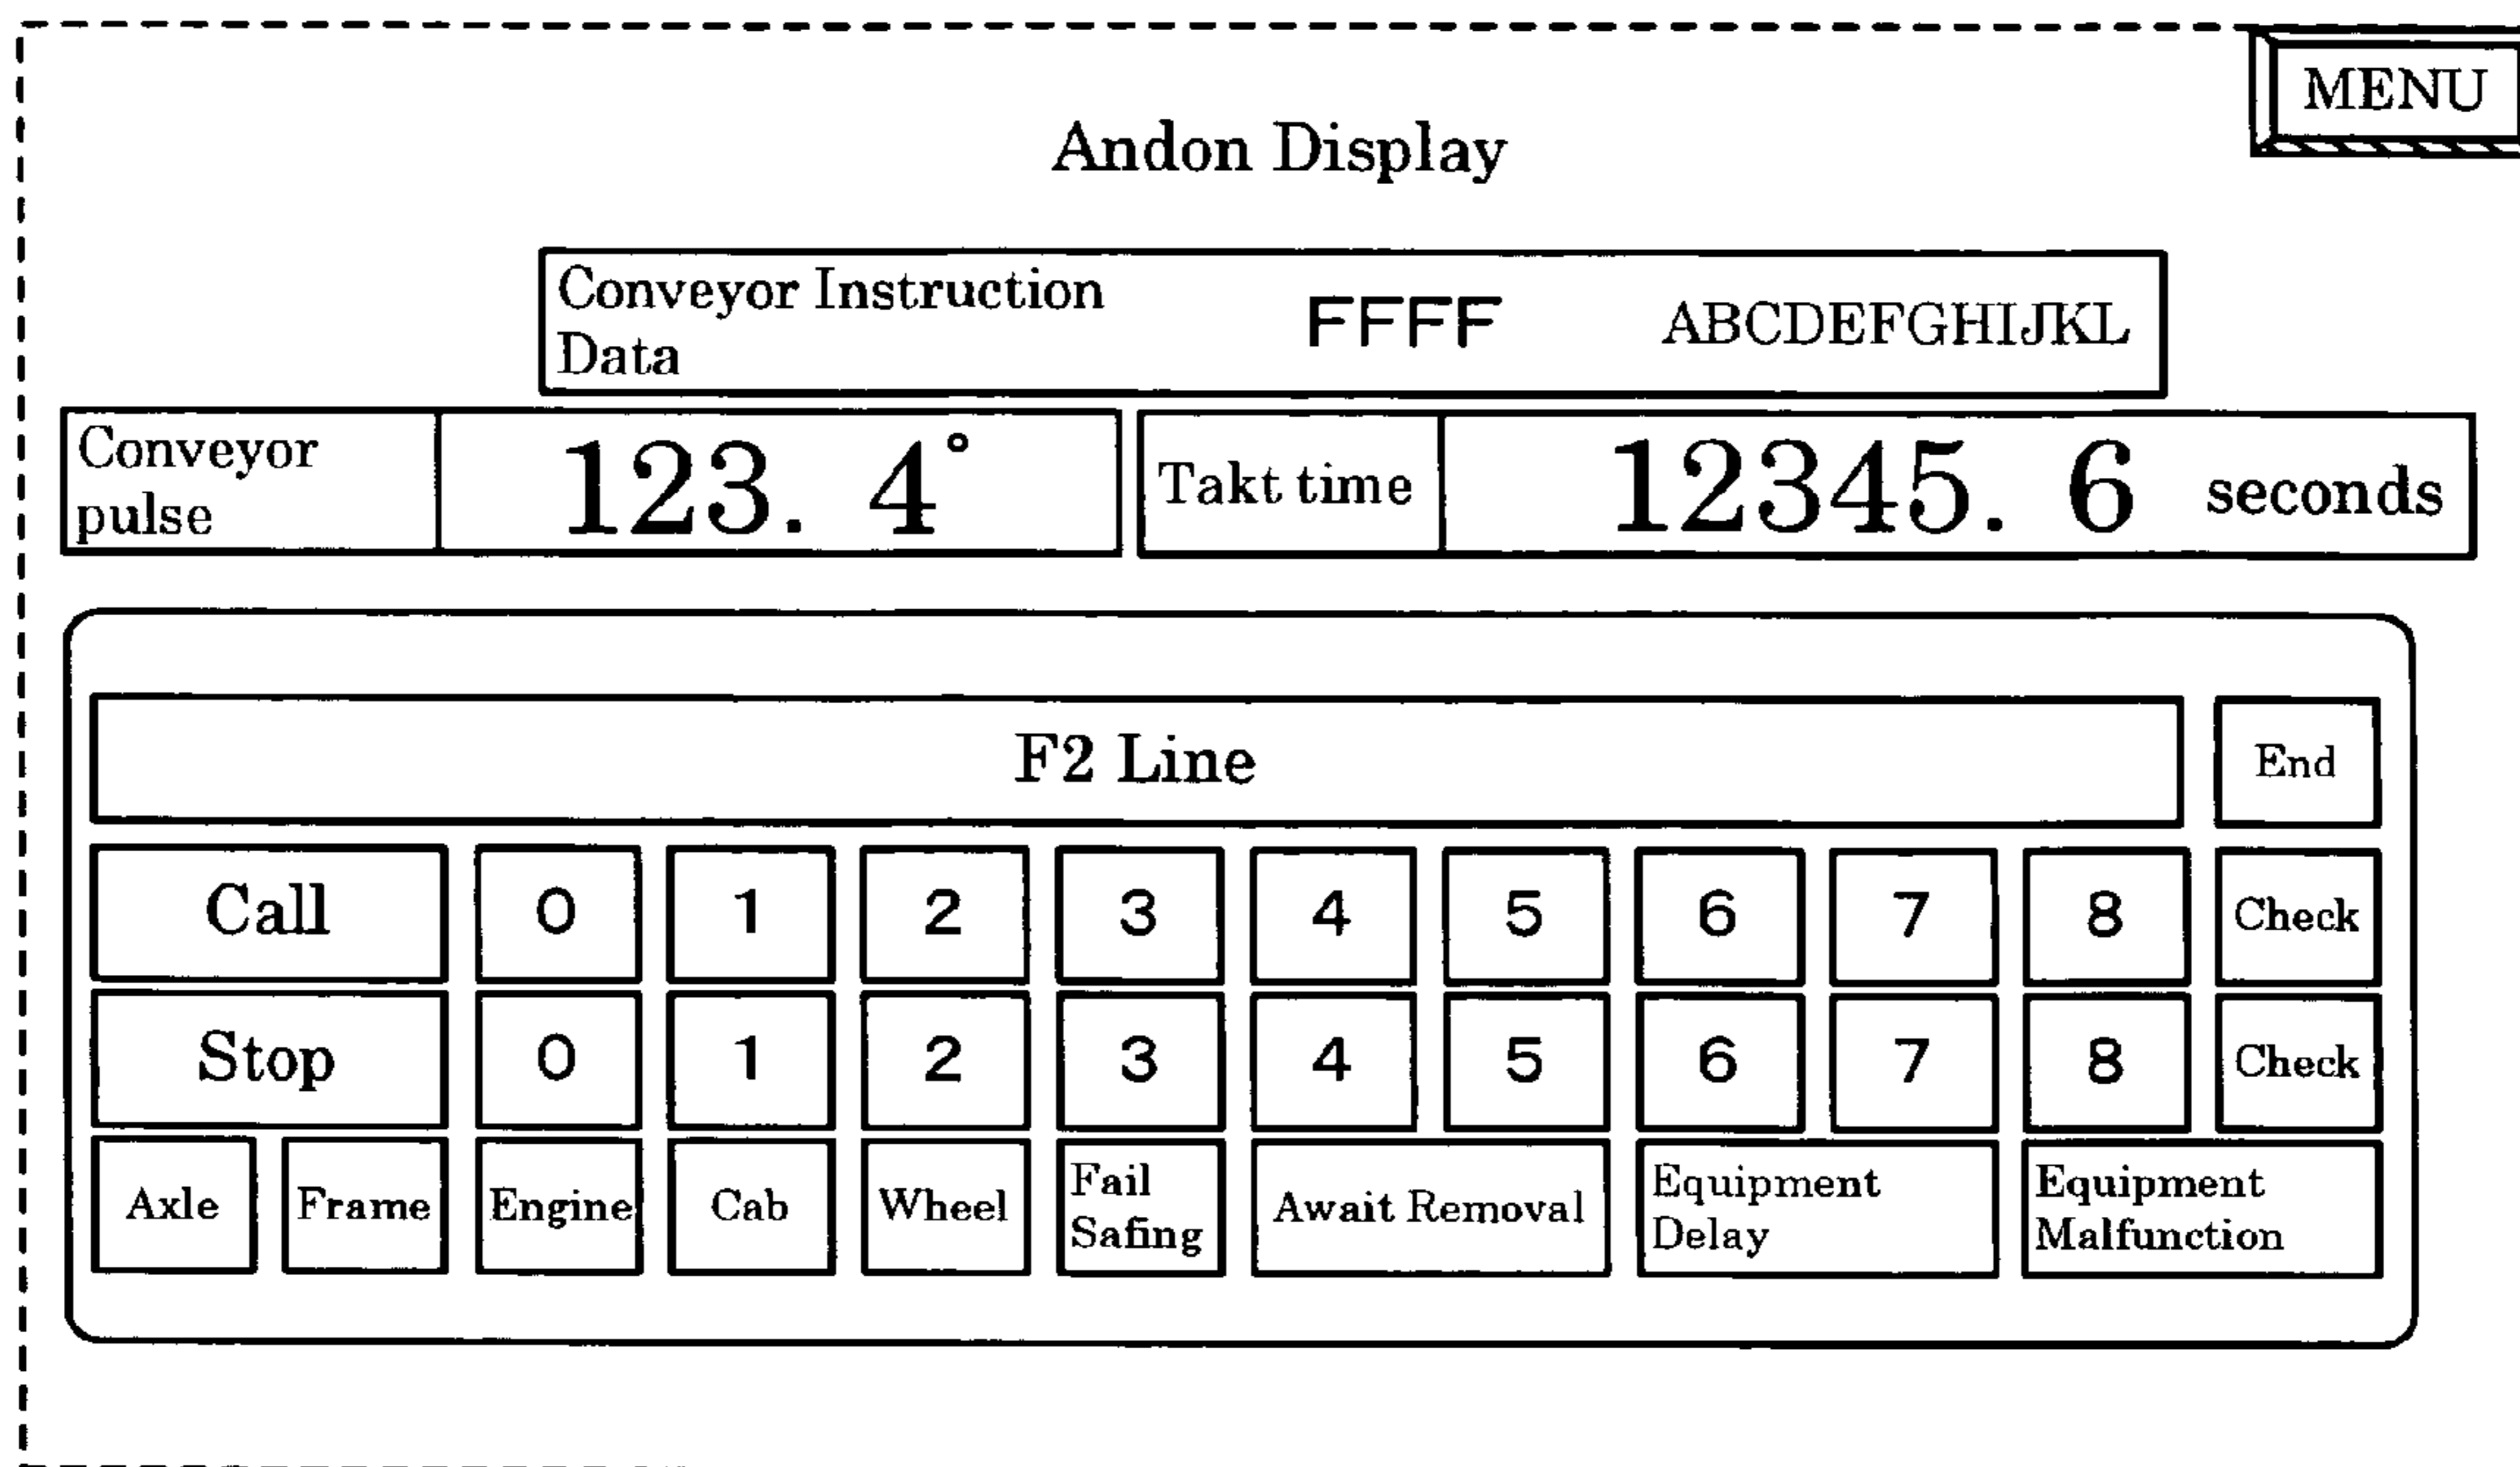 MENU
Andon Display
Conveyor Instruction
Data
FFFF
ABCDEFGHIJKL
Conveyor
pulse
123. 4°
Takt time
12345. 6 seconds
F2 Line
End
Call 0 1 2 3 4 5 6 7 8 Check
Stop 0 1 2 3 4 5 6 7 8 Check
Axle
Frame
Engine
Cab
Wheel
Fail
Safing
Await Removal
Equipment
Delay
Equipment
Malfunction